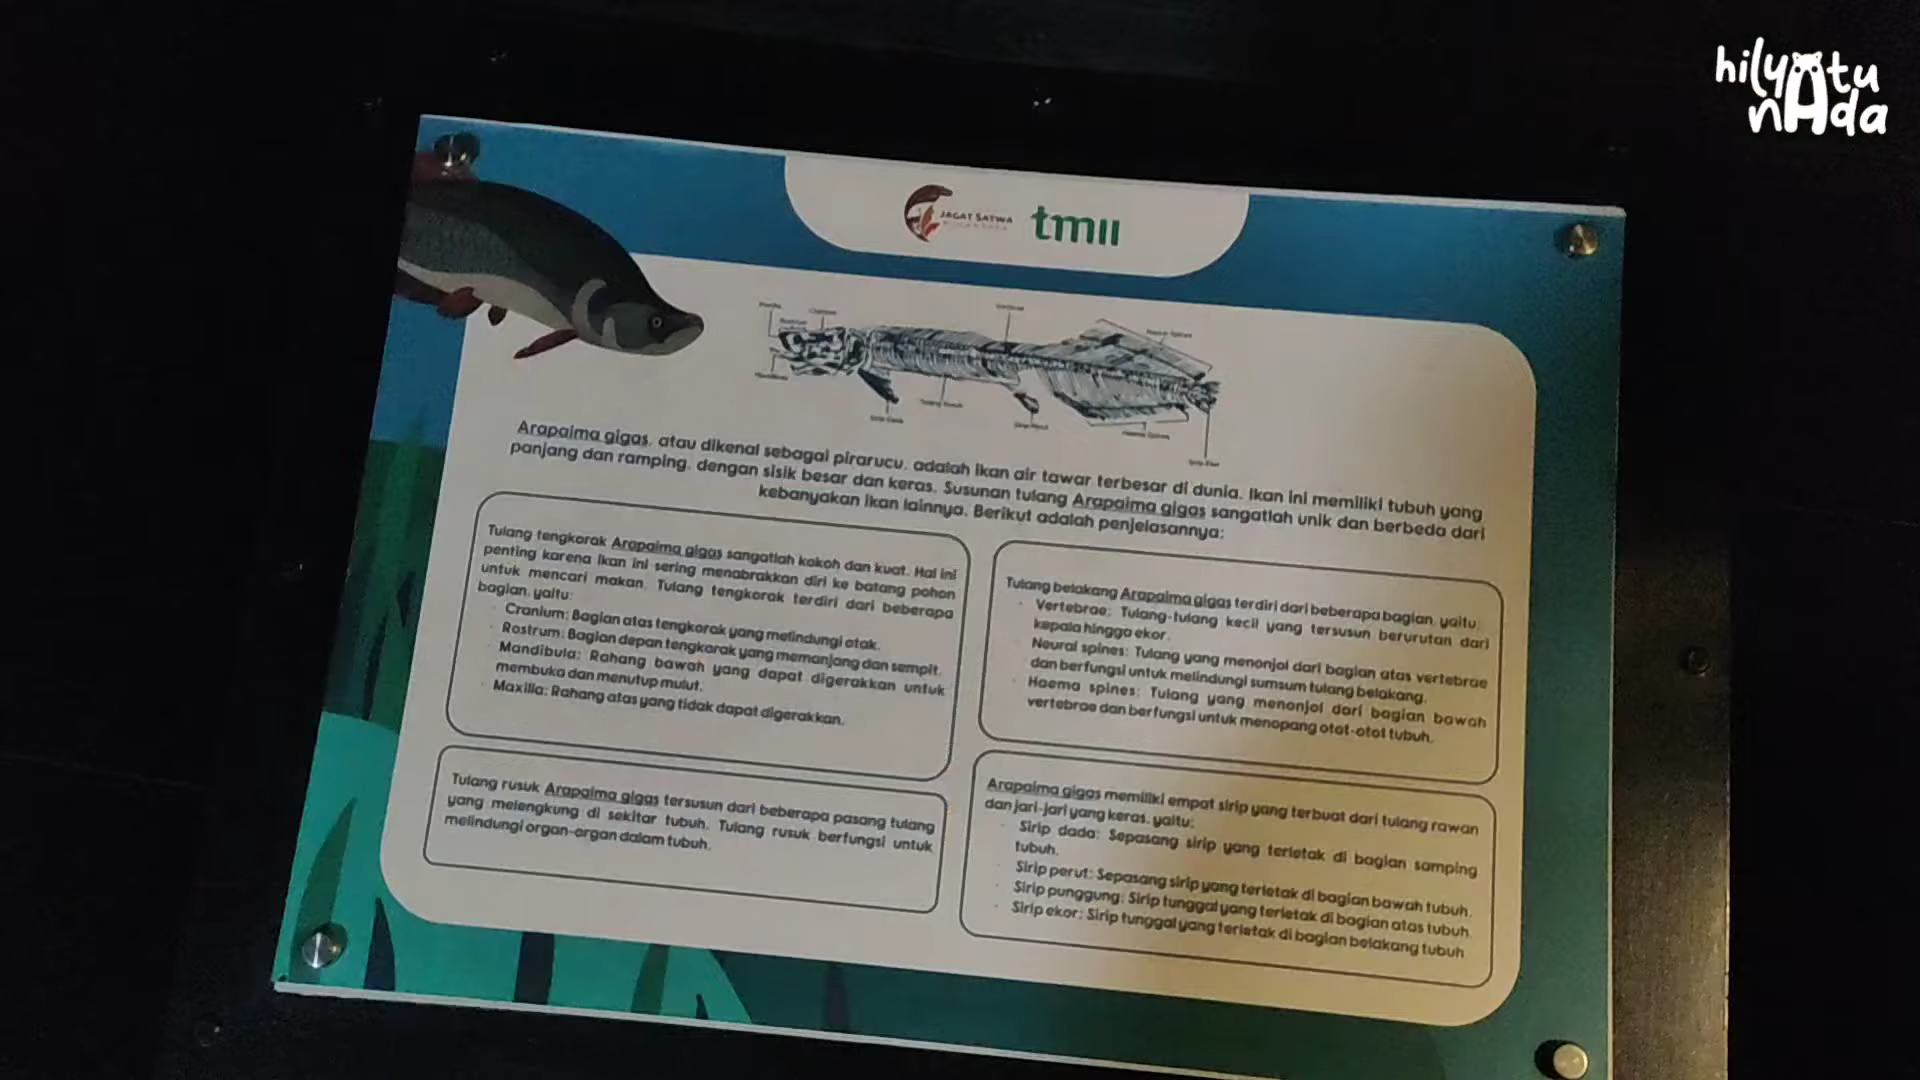 hilyAtu
nAda
JAGAT SATWA
tmii
Cranium
Vertebrae
Neural Spines
Mandibula
Tulang Rusuk
Haema Spines
Sirip Ekor
Arapaima gigas, atau dikenal sebagai pirarucu, adalah ikan air tawar terbesar di dunia. Ikan ini memiliki tubuh yang
panjang dan ramping, dengan sisik besar dan keras. Susunan tulang Arapaima gigas sangatlah unik dan berbeda dari
kebanyakan ikan lainnya. Berikut adalah penjelasannya:
Tulang tengkorak Arapaima gigas sangatlah kokoh dan kuat. Hal ini
penting karena ikan ini sering menabrakkan diri ke batang pohon
untuk mencari makan. Tulang tengkorak terdiri dari beberapa
bagian, yaitu:
· Cranium: Bagian atas tengkorak yang melindungi otak.
· Rostrum: Bagian depan tengkorak yang memanjang dan sempit.
· Mandibula: Rahang bawah yang dapat digerakkan untuk
membuka dan menutup mulut.
· Maxilla: Rahang atas yang tidak dapat digerakkan.
Tulang belakang Arapaima gigas terdiri dari beberapa bagian, yaitu:
· Vertebrae: Tulang-tulang kecil yang tersusun berurutan dari
kepala hingga ekor.
· Neural spines: Tulang yang menonjol dari bagian atas vertebrae
dan berfungsi untuk melindungi sumsum tulang belakang.
· Haema spines: Tulang yang menonjol dari bagian bawah
vertebrae dan berfungsi untuk menopang otot-otot tubuh.
Tulang rusuk Arapaima gigas tersusun dari beberapa pasang tulang
yang melengkung di sekitar tubuh. Tulang rusuk berfungsi untuk
melindungi organ-organ dalam tubuh.
Arapaima gigas memiliki empat sirip yang terbuat dari tulang rawan
dan jari-jari yang keras, yaitu:
· Sirip dada: Sepasang sirip yang terletak di bagian samping
tubuh.
· Sirip perut: Sepasang sirip yang terletak di bagian bawah tubuh.
· Sirip punggung: Sirip tunggal yang terletak di bagian atas tubuh.
· Sirip ekor: Sirip tunggal yang terletak di bagian belakang tubuh